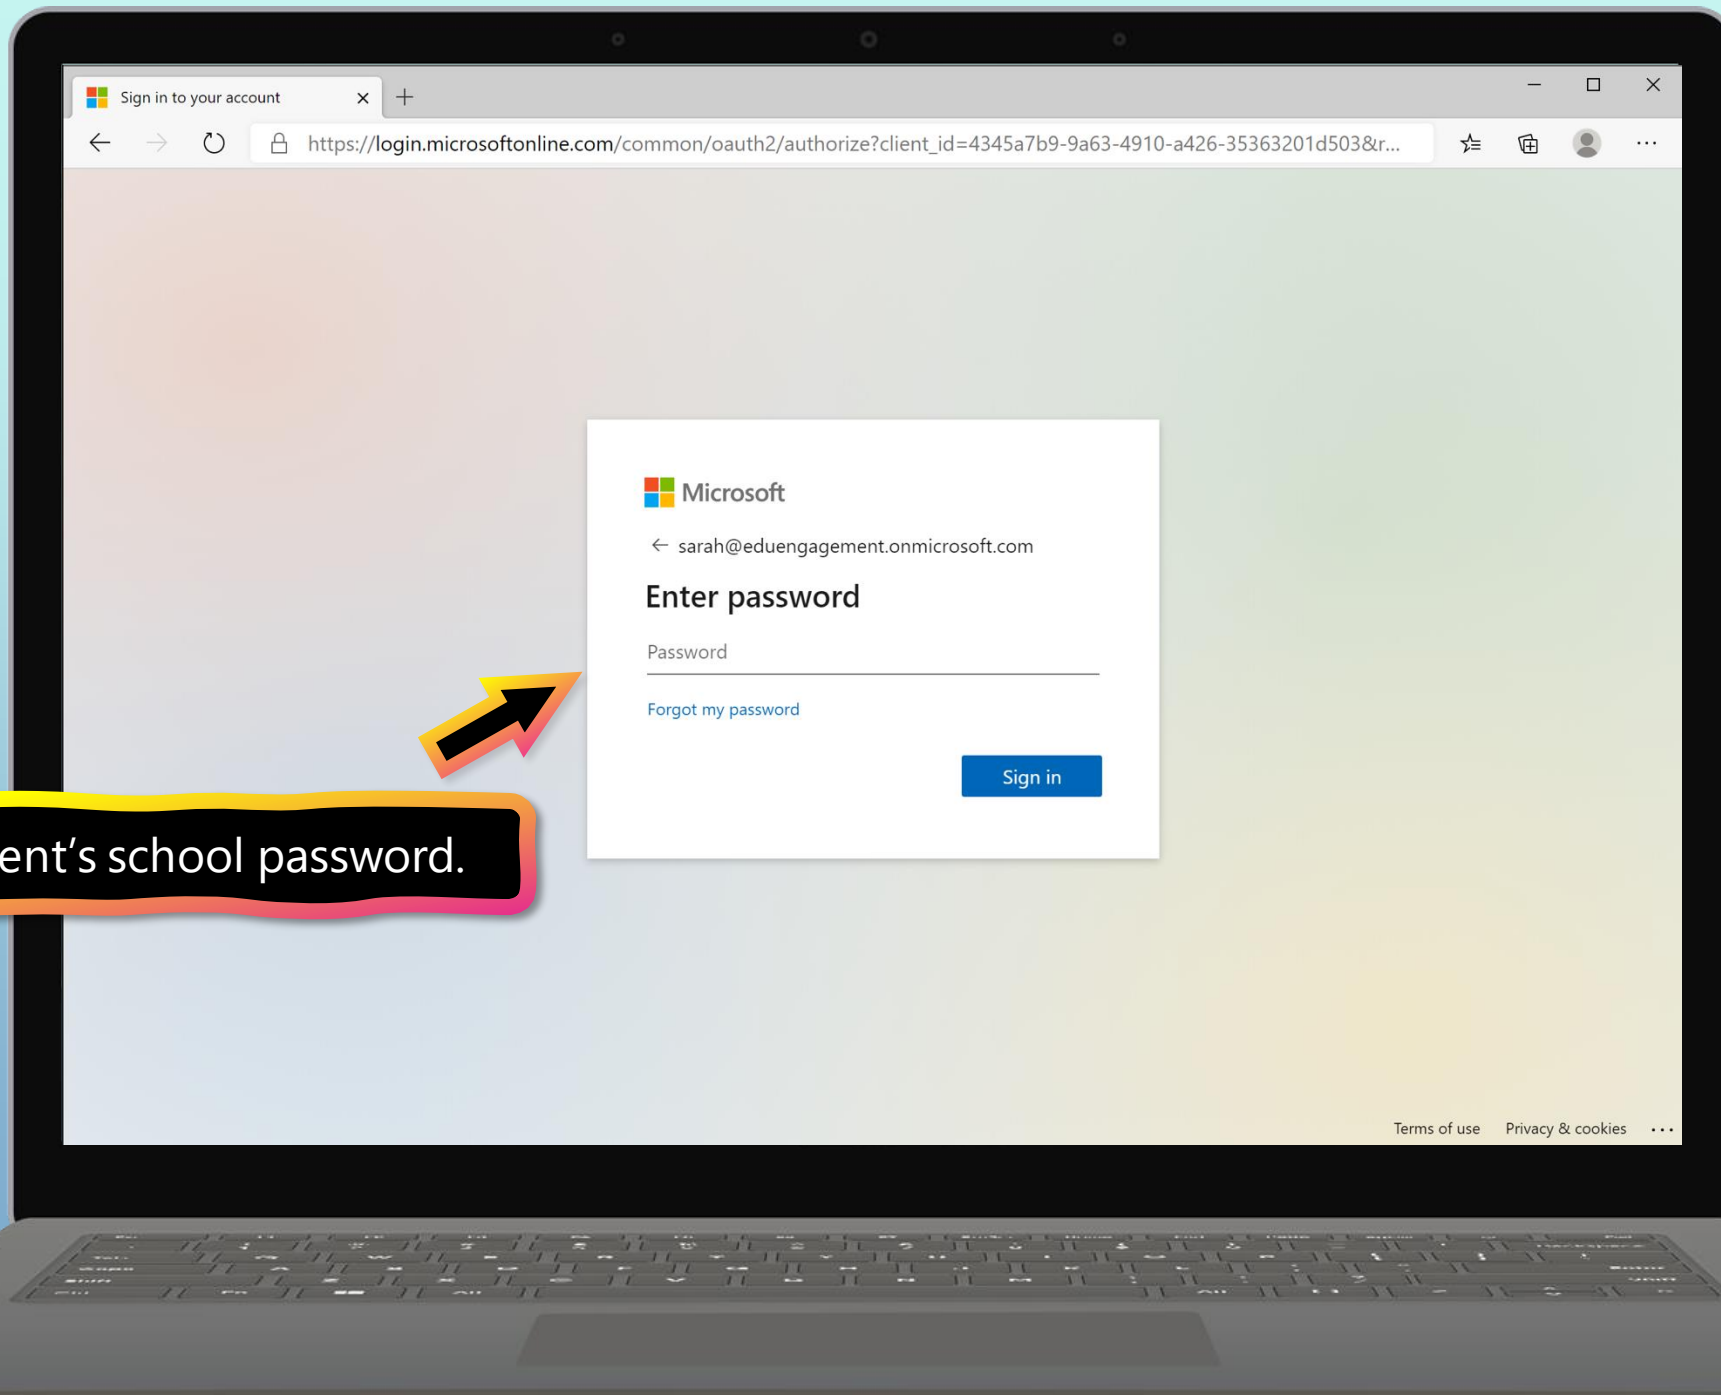 Sign in to your account
https://login.microsoftonline.com/common/oauth2/authorize?client_id=4345a7b9-9a63-4910-a426-35363201d503&r...
Microsoft
← sarah@eduengagement.onmicrosoft.com
Enter password
Password
Forgot my password
Sign in
ent’s school password.
Terms of use Privacy & cookies ...